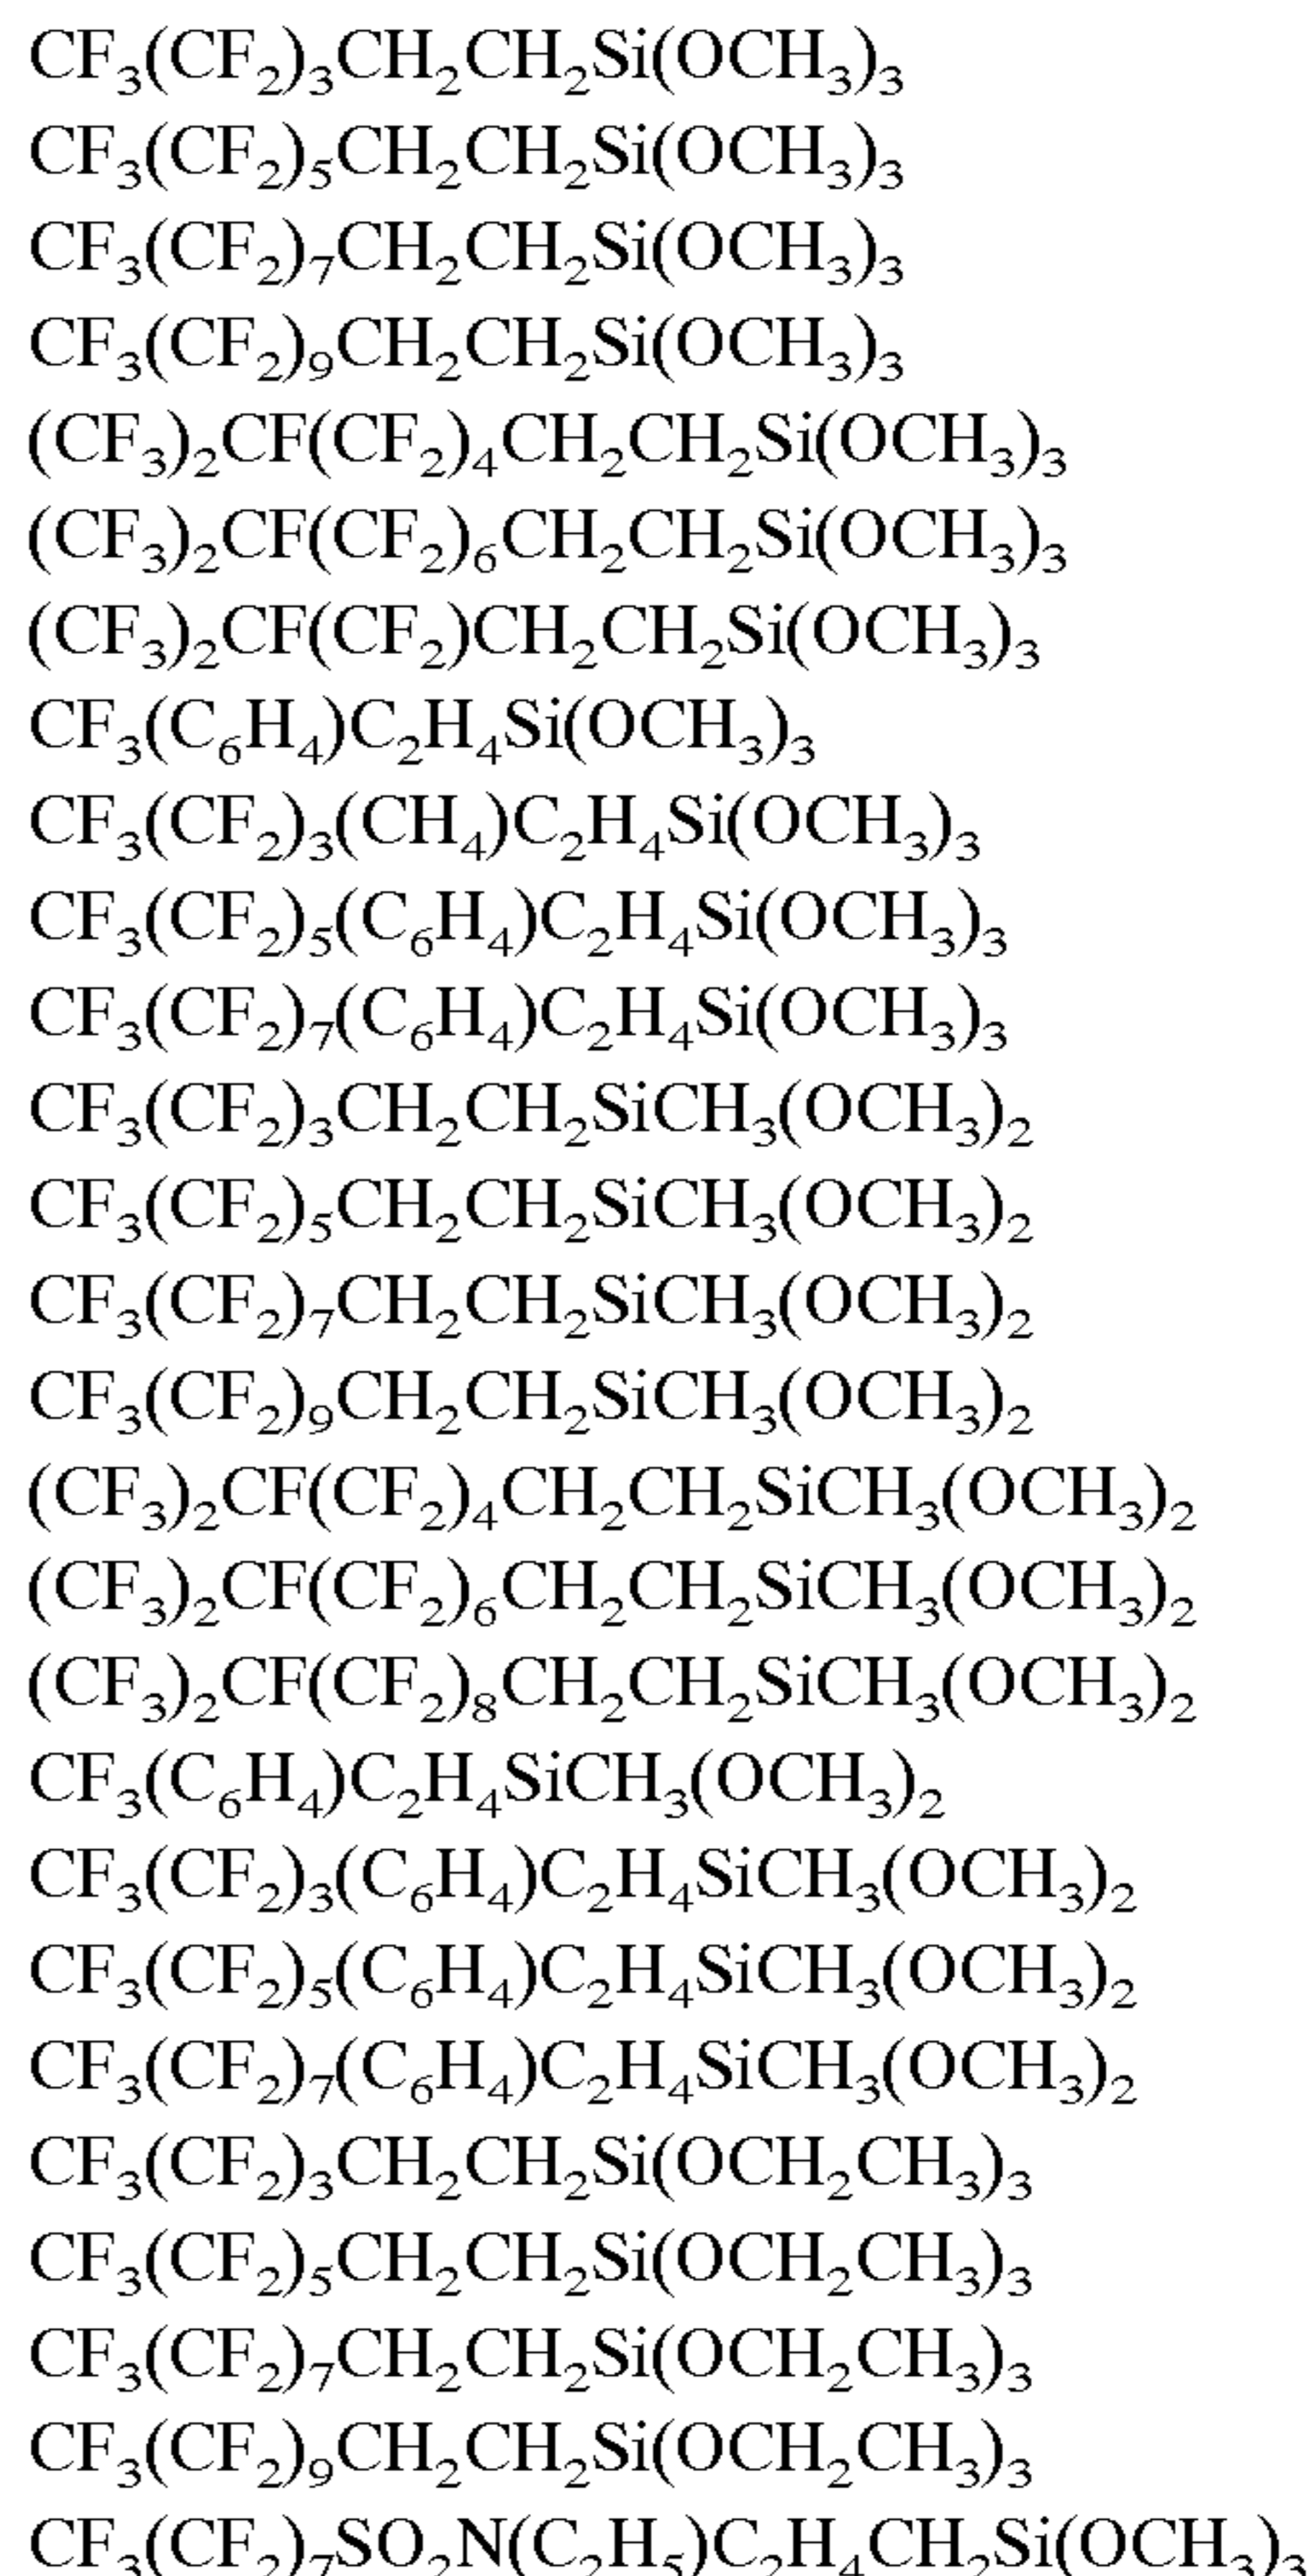 CF₃(CF₂)₃CH₂CH₂Si(OCH₃)₃
CF₃(CF₂)₅CH₂CH₂Si(OCH₃)₃
CF₃(CF₂)₇CH₂CH₂Si(OCH₃)₃
CF₃(CF₂)₉CH₂CH₂Si(OCH₃)₃
(CF₃)₂CF(CF₂)₄CH₂CH₂Si(OCH₃)₃
(CF₃)₂CF(CF₂)₆CH₂CH₂Si(OCH₃)₃
(CF₃)₂CF(CF₂)CH₂CH₂Si(OCH₃)₃
CF₃(C₆H₄)C₂H₄Si(OCH₃)₃
CF₃(CF₂)₃(CH₄)C₂H₄Si(OCH₃)₃
CF₃(CF₂)₅(C₆H₄)C₂H₄Si(OCH₃)₃
CF₃(CF₂)₇(C₆H₄)C₂H₄Si(OCH₃)₃
CF₃(CF₂)₃CH₂CH₂SiCH₃(OCH₃)₂
CF₃(CF₂)₅CH₂CH₂SiCH₃(OCH₃)₂
CF₃(CF₂)₇CH₂CH₂SiCH₃(OCH₃)₂
CF₃(CF₂)₉CH₂CH₂SiCH₃(OCH₃)₂
(CF₃)₂CF(CF₂)₄CH₂CH₂SiCH₃(OCH₃)₂
(CF₃)₂CF(CF₂)₆CH₂CH₂SiCH₃(OCH₃)₂
(CF₃)₂CF(CF₂)₈CH₂CH₂SiCH₃(OCH₃)₂
CF₃(C₆H₄)C₂H₄SiCH₃(OCH₃)₂
CF₃(CF₂)₃(C₆H₄)C₂H₄SiCH₃(OCH₃)₂
CF₃(CF₂)₅(C₆H₄)C₂H₄SiCH₃(OCH₃)₂
CF₃(CF₂)₇(C₆H₄)C₂H₄SiCH₃(OCH₃)₂
CF₃(CF₂)₃CH₂CH₂Si(OCH₂CH₃)₃
CF₃(CF₂)₅CH₂CH₂Si(OCH₂CH₃)₃
CF₃(CF₂)₇CH₂CH₂Si(OCH₂CH₃)₃
CF₃(CF₂)₉CH₂CH₂Si(OCH₂CH₃)₃
CF₃(CF₂)₇SO₂N(C₂H₅)C₂H₄CH₂Si(OCH₃)₃